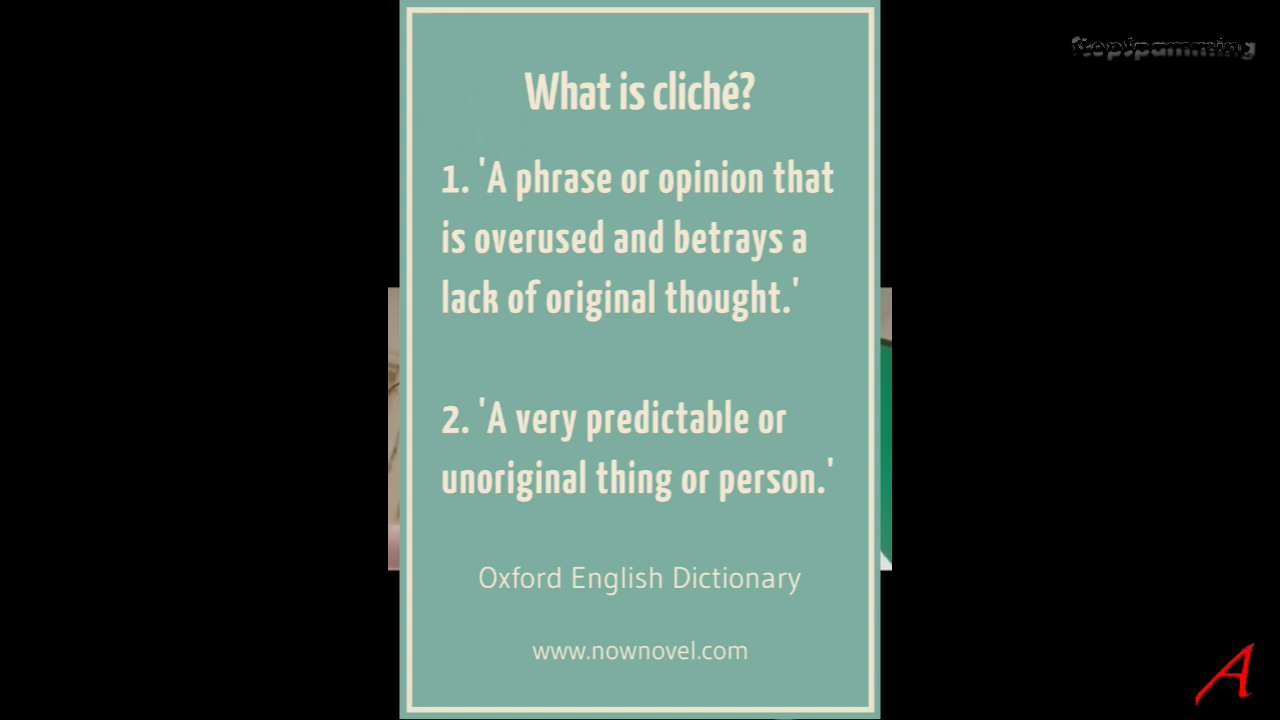 StopSpamming
What is cliché?
1. 'A phrase or opinion that
is overused and betrays a
lack of original thought.'
2. 'A very predictable or
unoriginal thing or person.'
Oxford English Dictionary
www.nownovel.com
A